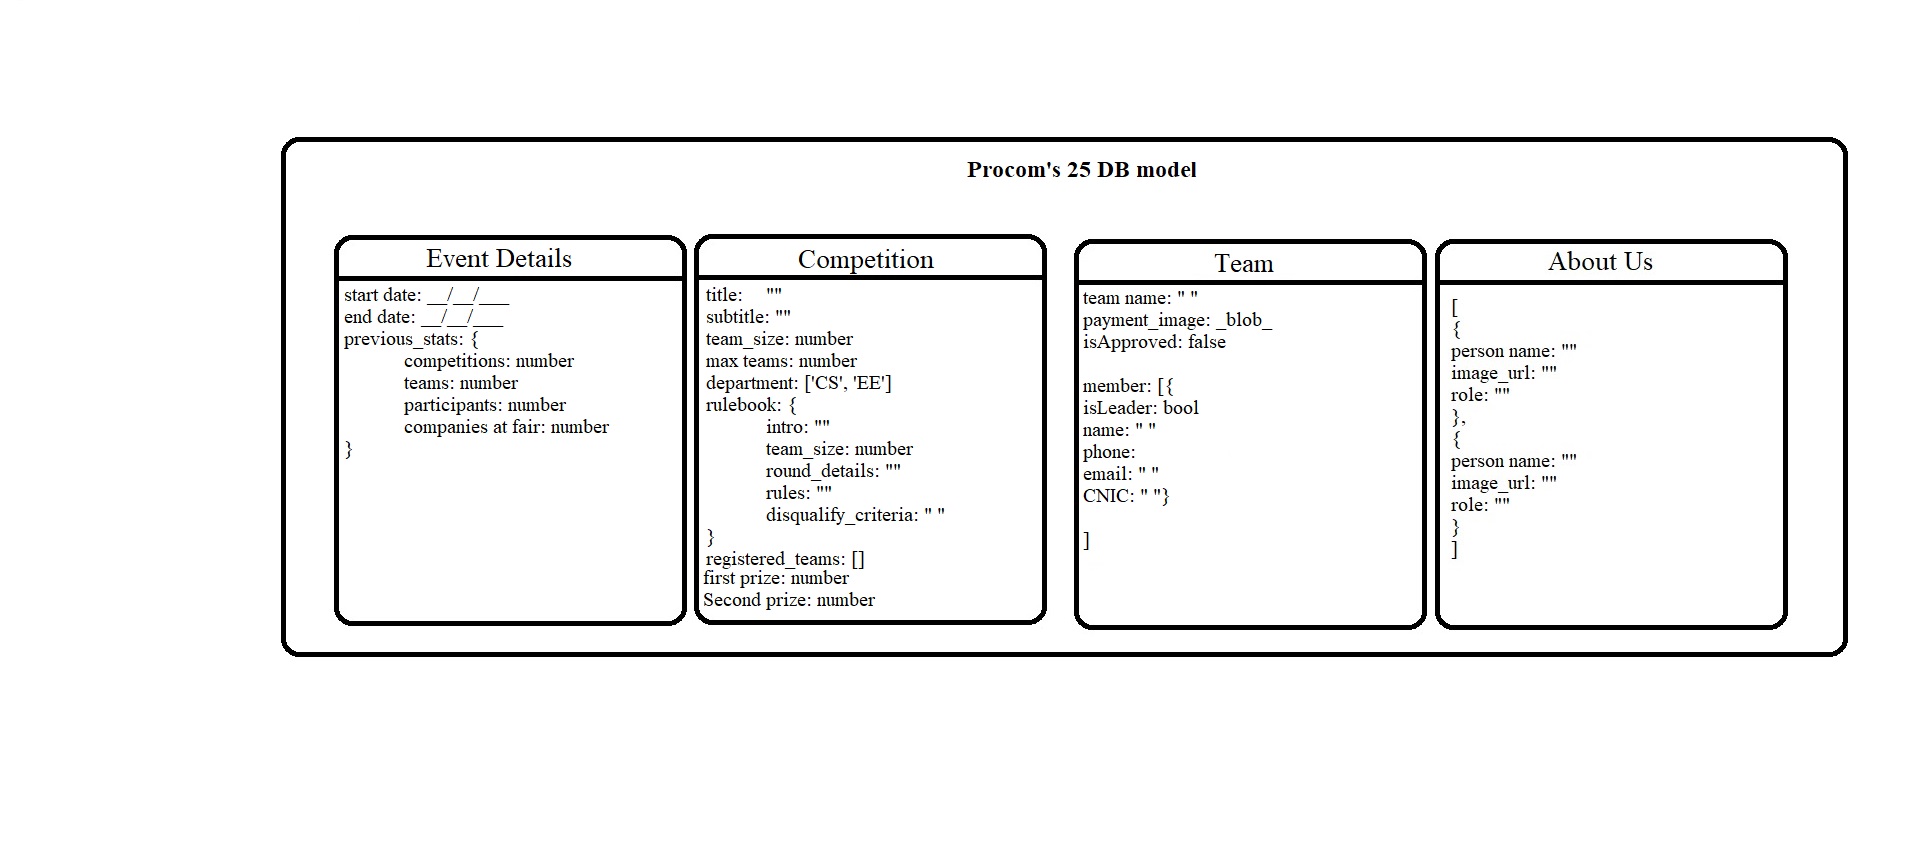 Procom's 25 DB model
Event Details
start date: __/__/___
end date: __/__/___
previous_stats: {
competitions: number
teams: number
participants: number
companies at fair: number
}
Competition
title: ""
subtitle: ""
team_size: number
max teams: number
department: ['CS', 'EE']
rulebook: {
intro: ""
team_size: number
round_details: ""
rules: ""
disqualify_criteria: " "
}
registered_teams: []
first prize: number
Second prize: number
Team
team name: " "
payment_image: _blob_
isApproved: false
member: [{
isLeader: bool
name: " "
phone:
email: " "
CNIC: " "}
]
About Us
[
{
person name: ""
image_url: ""
role: ""
},
{
person name: ""
image_url: ""
role: ""
}
]